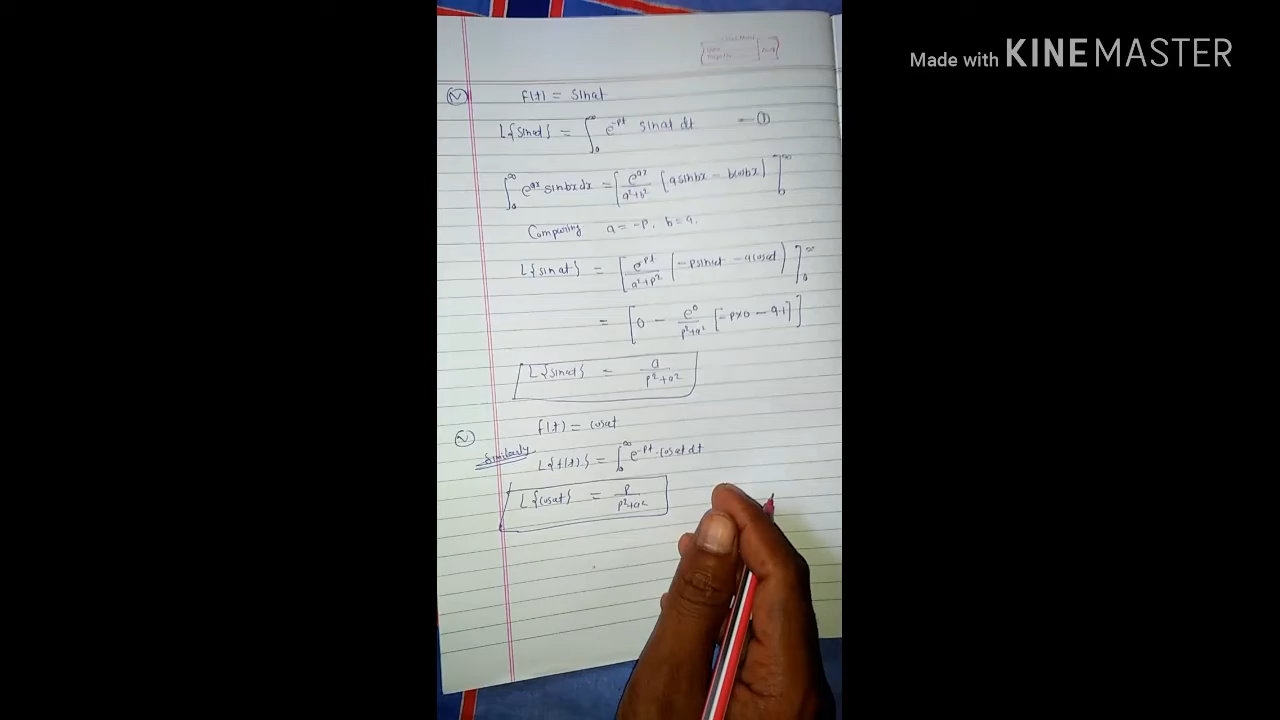 Made with KINEMASTER
(iv) f(t) = sinat
L{sinat} = ∫₀^∞ e^-pt sinat dt —①
∫₀^∞ e^ax sinbx dx = [e^ax/a²+b² [asinbx - bcosbx]]₀^∞
Comparing a = -p, b = a.
L{sinat} = [e^pt/a²+p² (-psinat - acosat)]₀^∞
= [0 - e⁰/p²+a² [-p×0 - a.1]]
L{sinat} = a/p²+a²
(v) f(t) = cosat
Similarly L{f(t)} = ∫₀^∞ e^-pt . cosat dt
L{cosat} = p/p²+a²